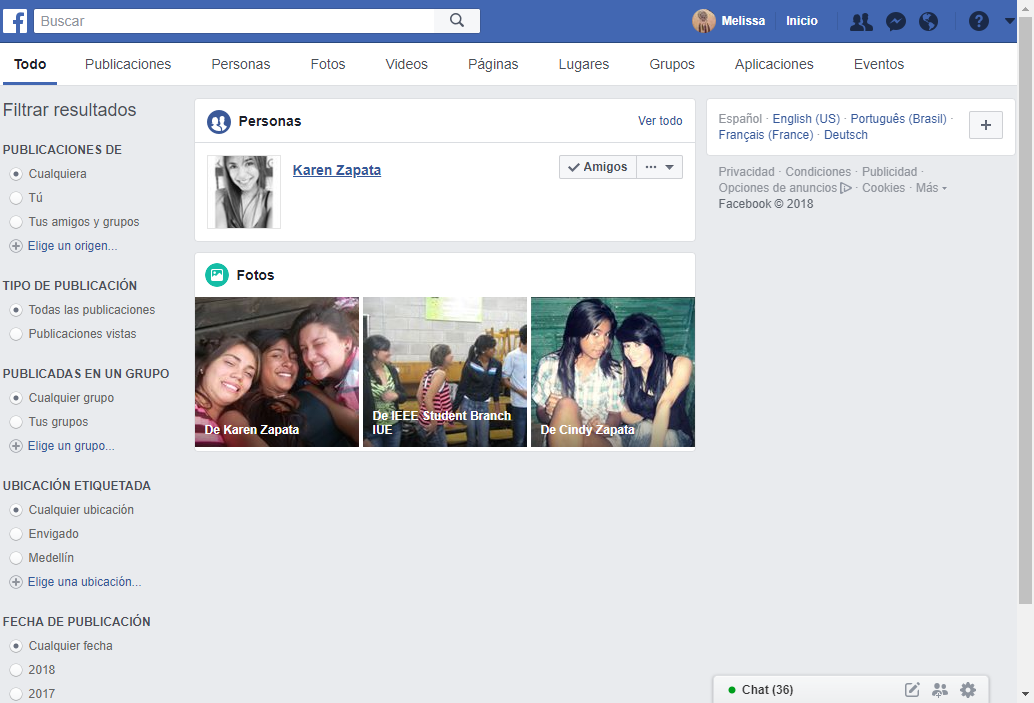 Buscar
Melissa
Inicio
Todo
Publicaciones
Personas
Fotos
Videos
Páginas
Lugares
Grupos
Aplicaciones
Eventos
Filtrar resultados
PUBLICACIONES DE
Cualquiera
Tú
Tus amigos y grupos
Elige un origen...
TIPO DE PUBLICACIÓN
Todas las publicaciones
Publicaciones vistas
PUBLICADAS EN UN GRUPO
Cualquier grupo
Tus grupos
Elige un grupo...
UBICACIÓN ETIQUETADA
Cualquier ubicación
Envigado
Medellín
Elige una ubicación...
FECHA DE PUBLICACIÓN
Cualquier fecha
2018
2017
Personas
Ver todo
Karen Zapata
Amigos
Fotos
De Karen Zapata
De IEEE Student Branch
IUE
De Cindy Zapata
Español · English (US) · Português (Brasil) ·
Français (France) · Deutsch
Privacidad · Condiciones · Publicidad ·
Opciones de anuncios · Cookies · Más
Facebook © 2018
Chat (36)